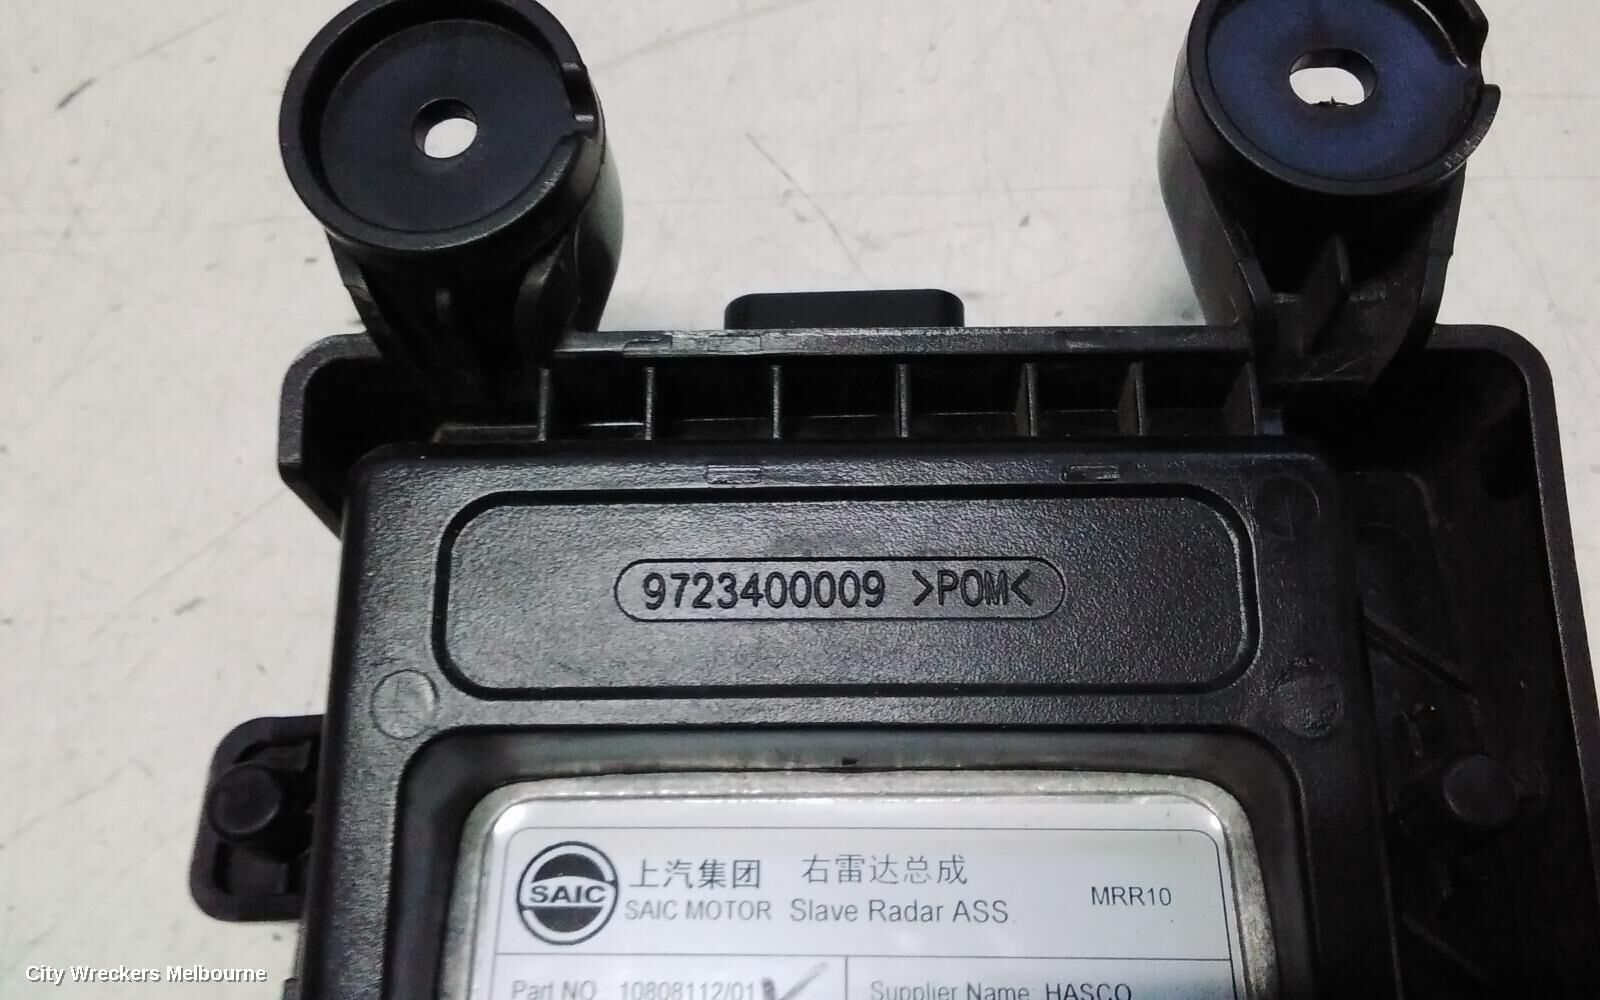 9723400009 >POM<
SAIC 上汽集团 右雷达总成 MRR10
SAIC MOTOR Slave Radar ASS.
Part NO.: 10808112/01 Supplier Name: HASCO
City Wreckers Melbourne